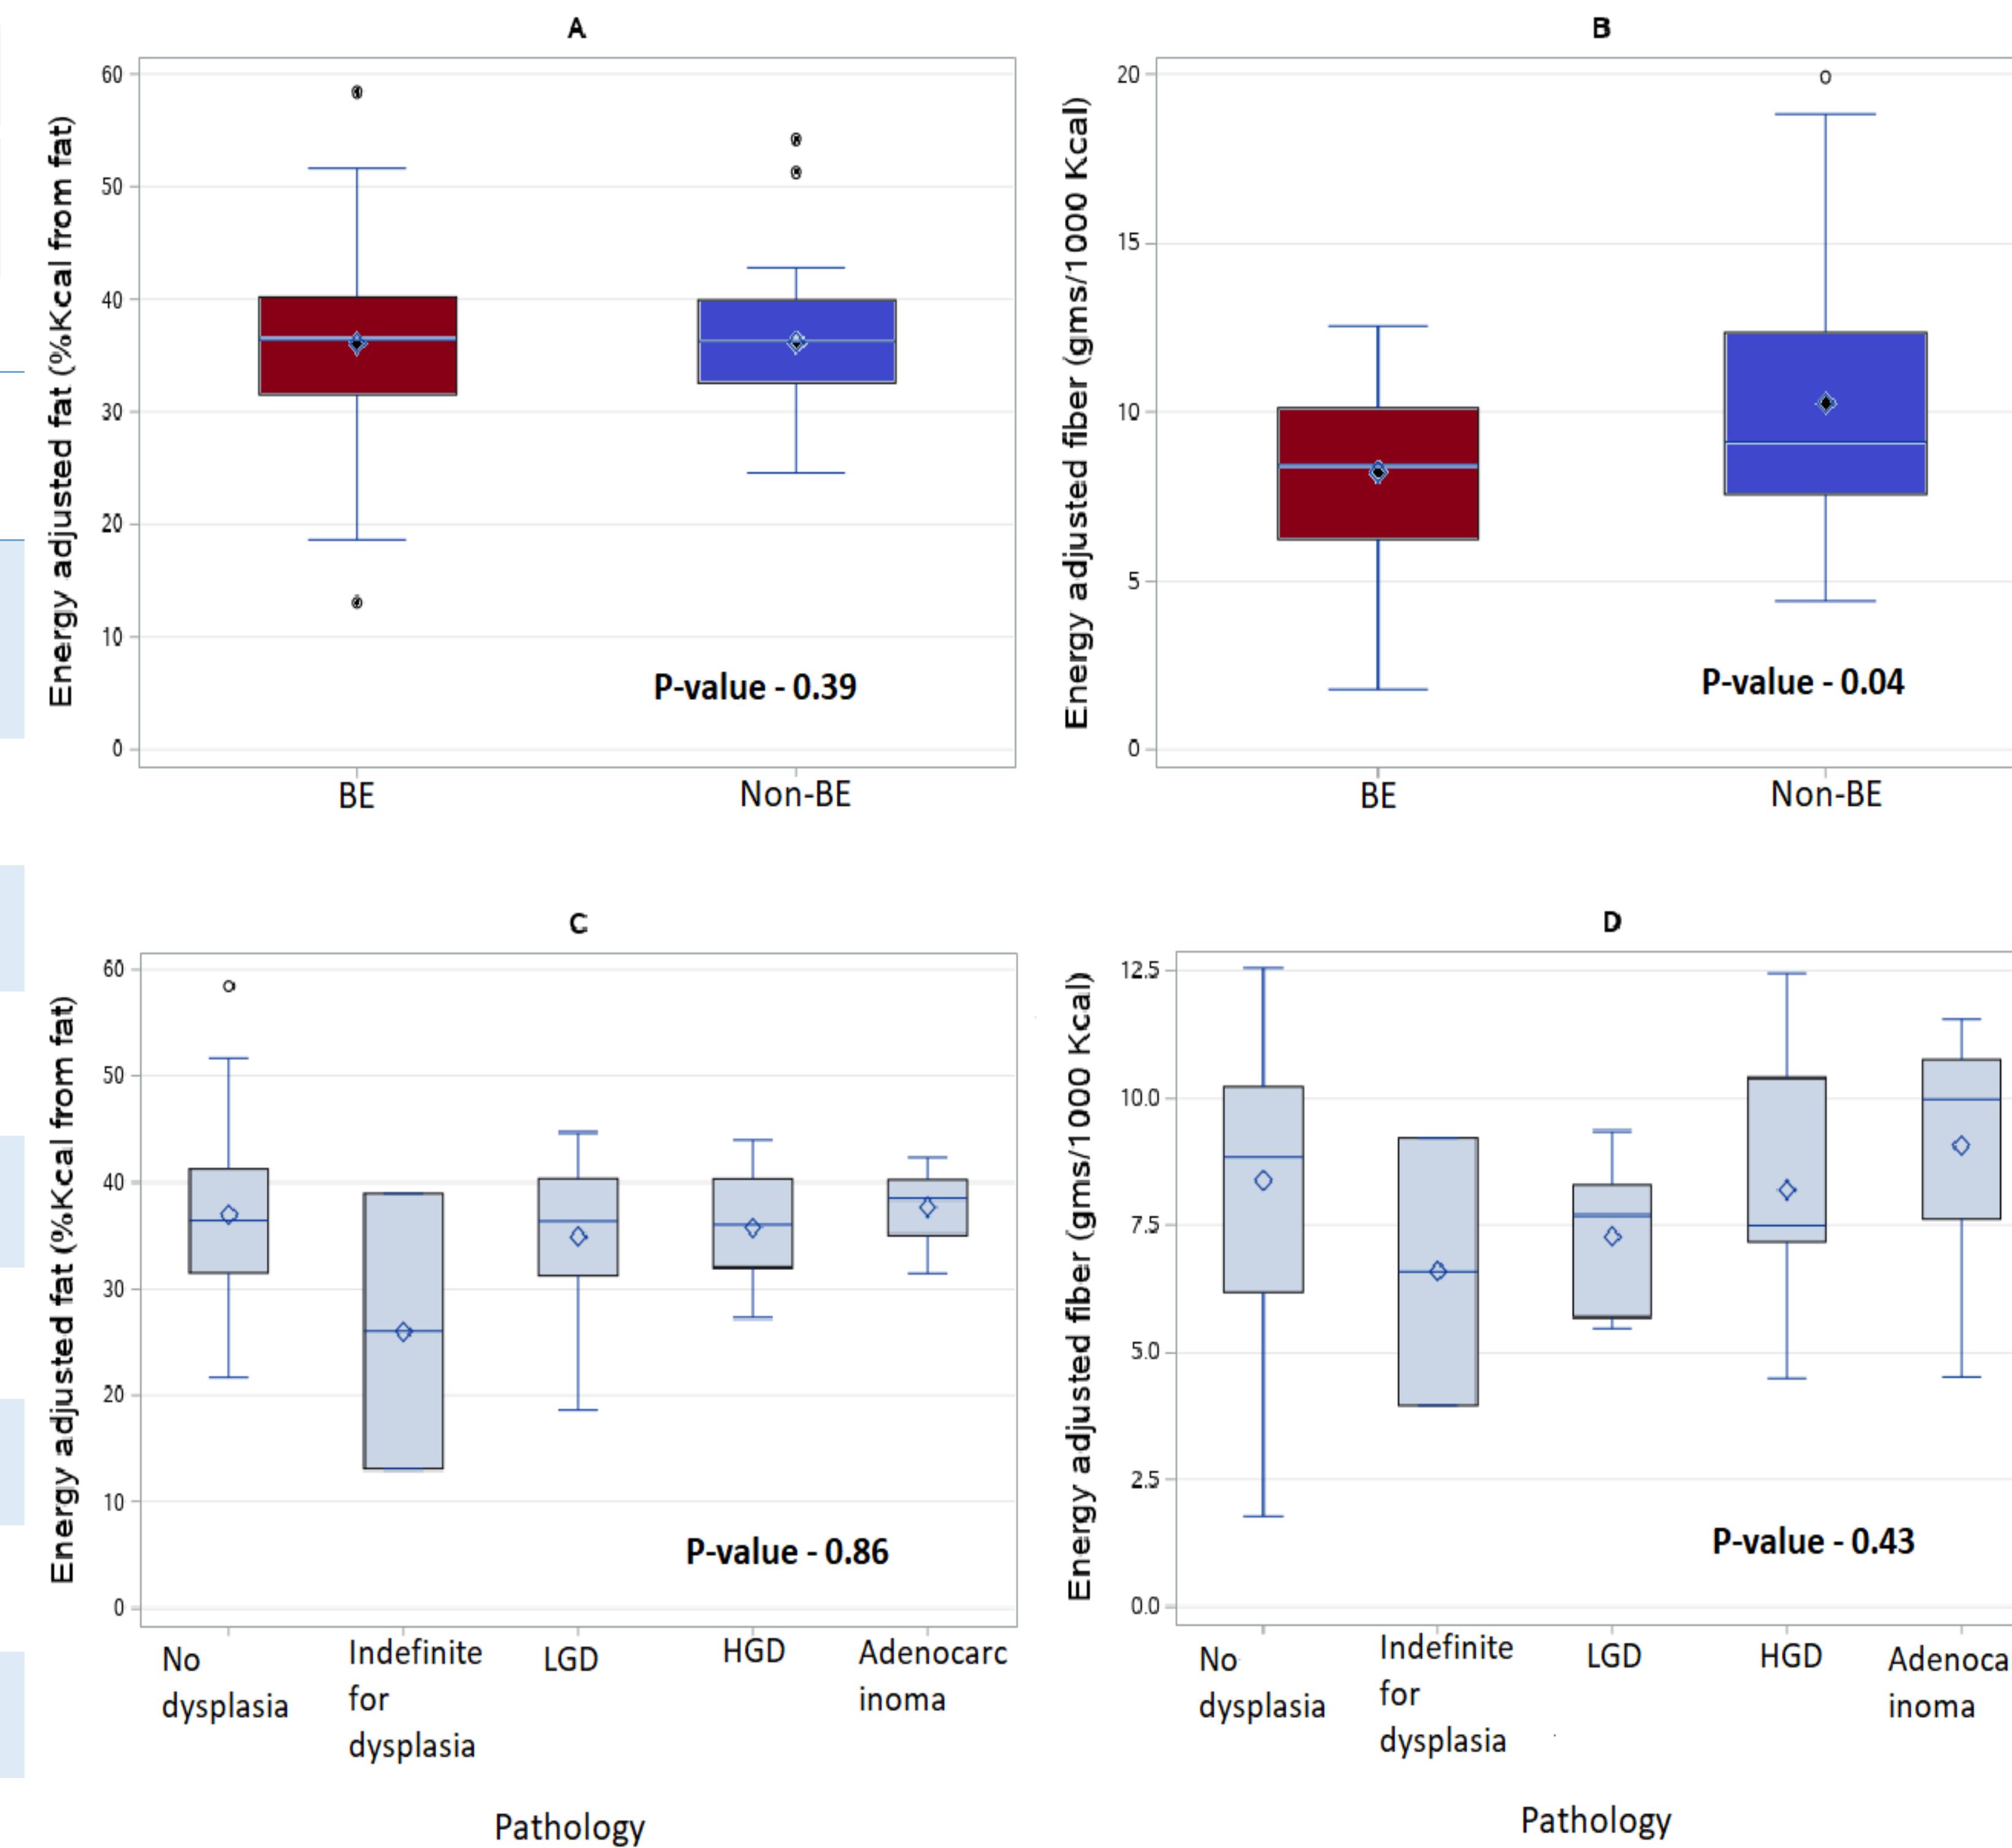 A
Energy adjusted fat (%Kcal from fat)
60
50
40
30
20
10
0
P-value - 0.39
BE
Non-BE
B
Energy adjusted fiber (gms/1000 Kcal)
20
15
10
5
0
P-value - 0.04
BE
Non-BE
C
Energy adjusted fat (%Kcal from fat)
60
50
40
30
20
10
0
P-value - 0.86
No
dysplasia
Indefinite
for
dysplasia
LGD
HGD
Adenocarc
inoma
Pathology
D
Energy adjusted fiber (gms/1000 Kcal)
12.5
10.0
7.5
5.0
2.5
0.0
P-value - 0.43
No
dysplasia
Indefinite
for
dysplasia
LGD
HGD
Adenoca
inoma
Pathology